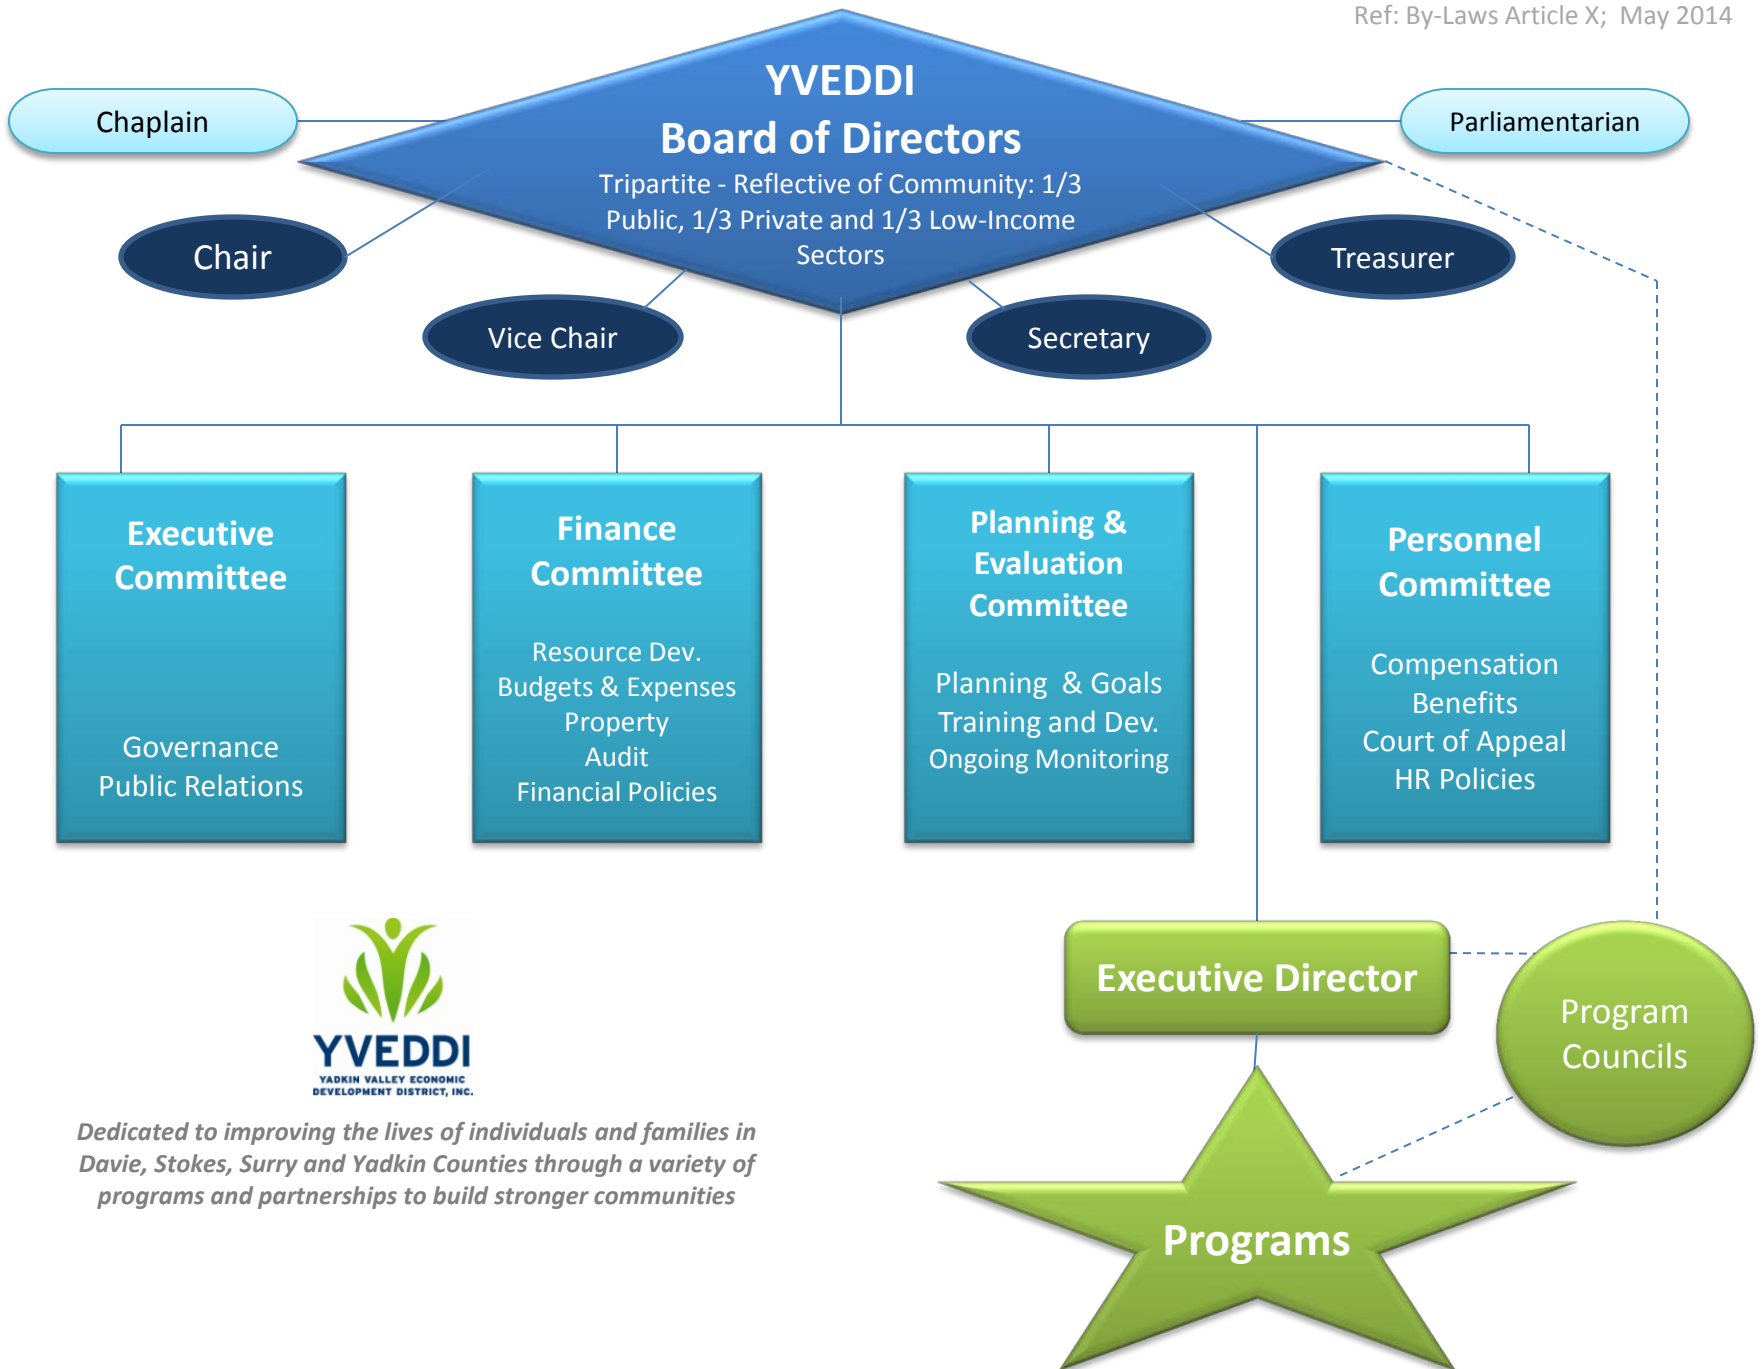 Ref: By-Laws Article X; May 2014
YVEDDI
Board of Directors
Tripartite - Reflective of Community: 1/3
Public, 1/3 Private and 1/3 Low-Income
Sectors
Chaplain
Parliamentarian
Chair
Treasurer
Vice Chair
Secretary
Executive
Committee
Governance
Public Relations
Finance
Committee
Resource Dev.
Budgets & Expenses
Property
Audit
Financial Policies
Planning &
Evaluation
Committee
Planning & Goals
Training and Dev.
Ongoing Monitoring
Personnel
Committee
Compensation
Benefits
Court of Appeal
HR Policies
Executive Director
Program
Councils
Programs
YVEDDI
YADKIN VALLEY ECONOMIC
DEVELOPMENT DISTRICT, INC.
Dedicated to improving the lives of individuals and families in
Davie, Stokes, Surry and Yadkin Counties through a variety of
programs and partnerships to build stronger communities